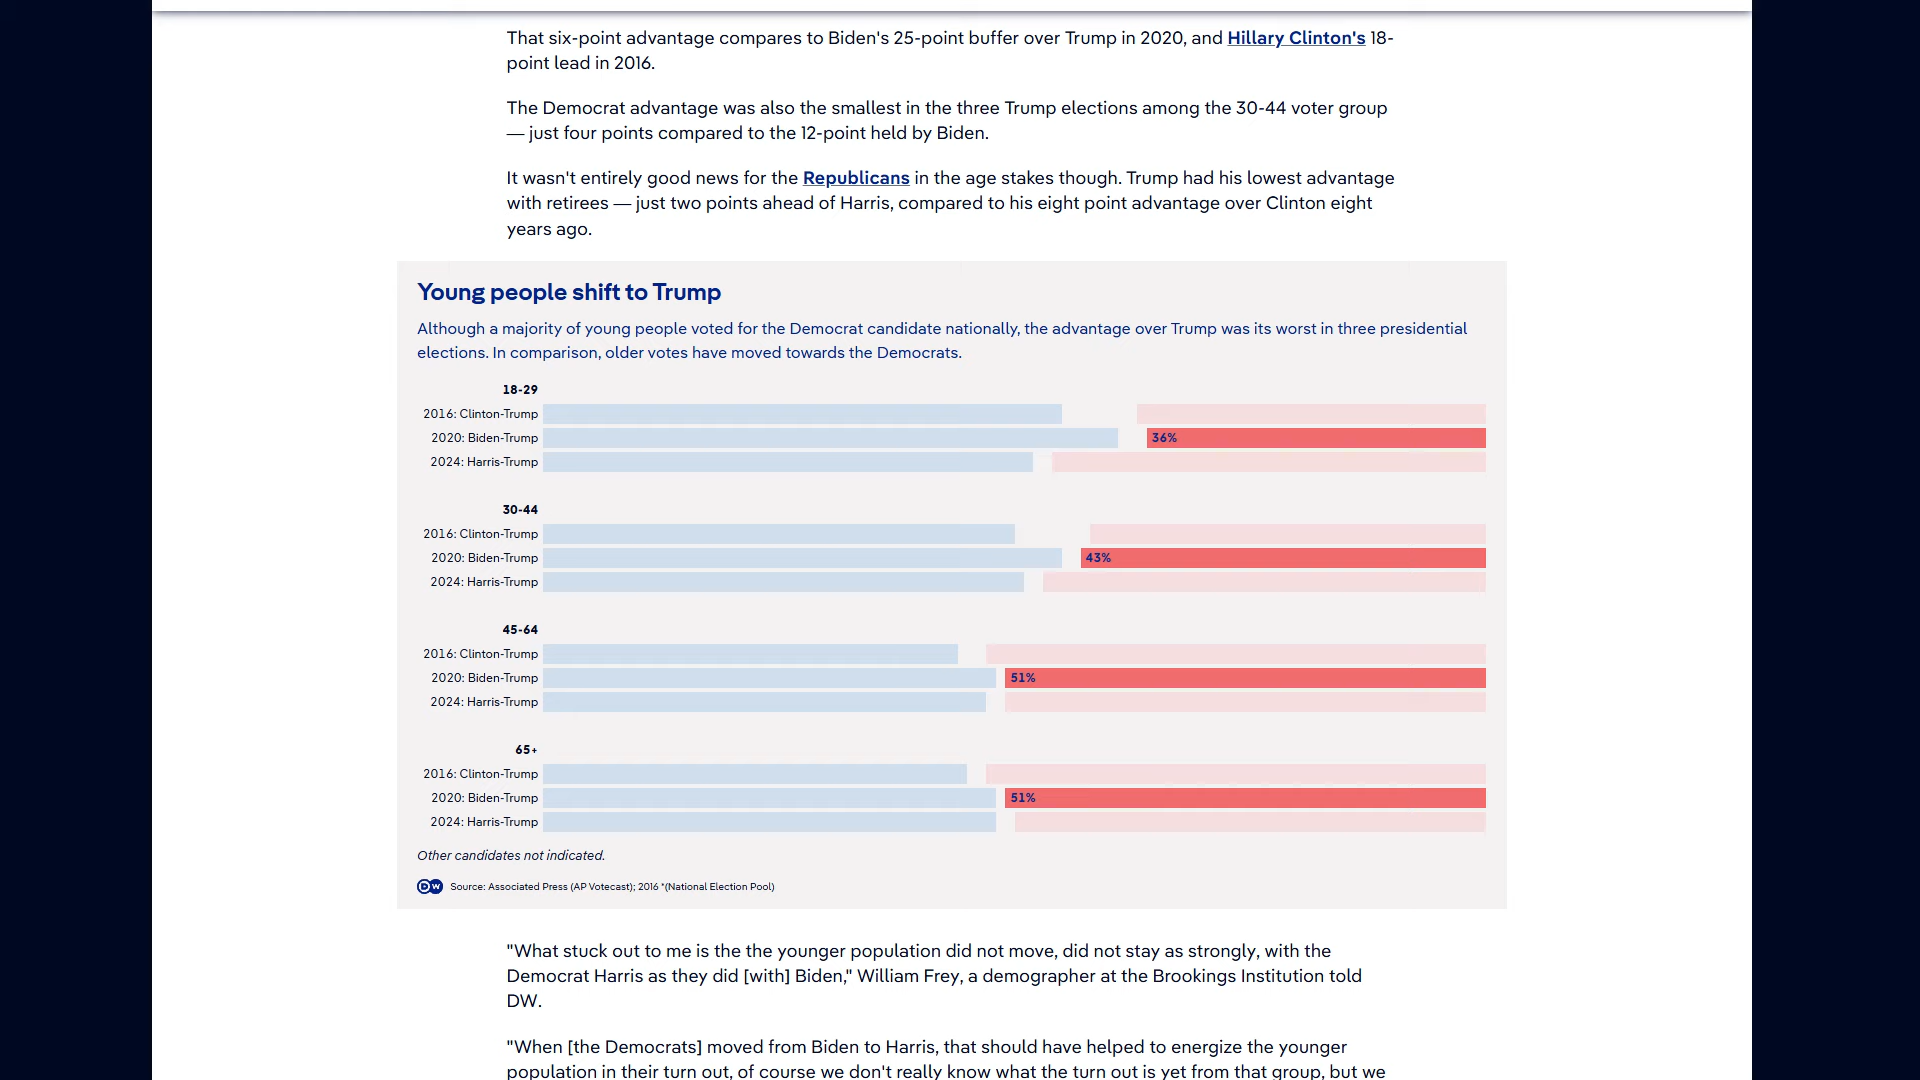 That six-point advantage compares to Biden's 25-point buffer over Trump in 2020, and Hillary Clinton's 18-
point lead in 2016.
The Democrat advantage was also the smallest in the three Trump elections among the 30-44 voter group
— just four points compared to the 12-point held by Biden.
It wasn't entirely good news for the Republicans in the age stakes though. Trump had his lowest advantage
with retirees — just two points ahead of Harris, compared to his eight point advantage over Clinton eight
years ago.
Young people shift to Trump
Although a majority of young people voted for the Democrat candidate nationally, the advantage over Trump was its worst in three presidential
elections. In comparison, older votes have moved towards the Democrats.
18-29
2016: Clinton-Trump
2020: Biden-Trump 36%
2024: Harris-Trump
30-44
2016: Clinton-Trump
2020: Biden-Trump 43%
2024: Harris-Trump
45-64
2016: Clinton-Trump
2020: Biden-Trump 51%
2024: Harris-Trump
65+
2016: Clinton-Trump
2020: Biden-Trump 51%
2024: Harris-Trump
Other candidates not indicated.
DW Source: Associated Press (AP Votecast); 2016 *(National Election Pool)
"What stuck out to me is the the younger population did not move, did not stay as strongly, with the
Democrat Harris as they did [with] Biden," William Frey, a demographer at the Brookings Institution told
DW.
"When [the Democrats] moved from Biden to Harris, that should have helped to energize the younger
population in their turn out, of course we don't really know what the turn out is yet from that group, but we